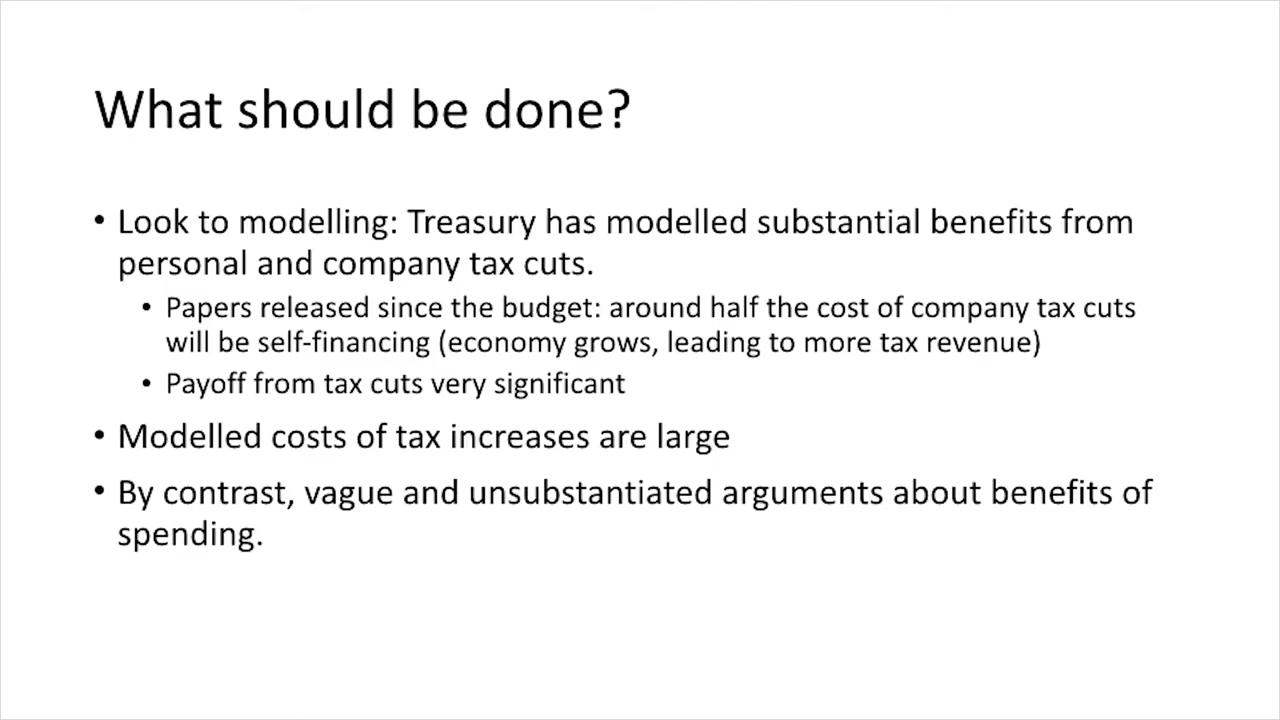 What should be done?
• Look to modelling: Treasury has modelled substantial benefits from
personal and company tax cuts.
• Papers released since the budget: around half the cost of company tax cuts
will be self-financing (economy grows, leading to more tax revenue)
• Payoff from tax cuts very significant
• Modelled costs of tax increases are large
• By contrast, vague and unsubstantiated arguments about benefits of
spending.